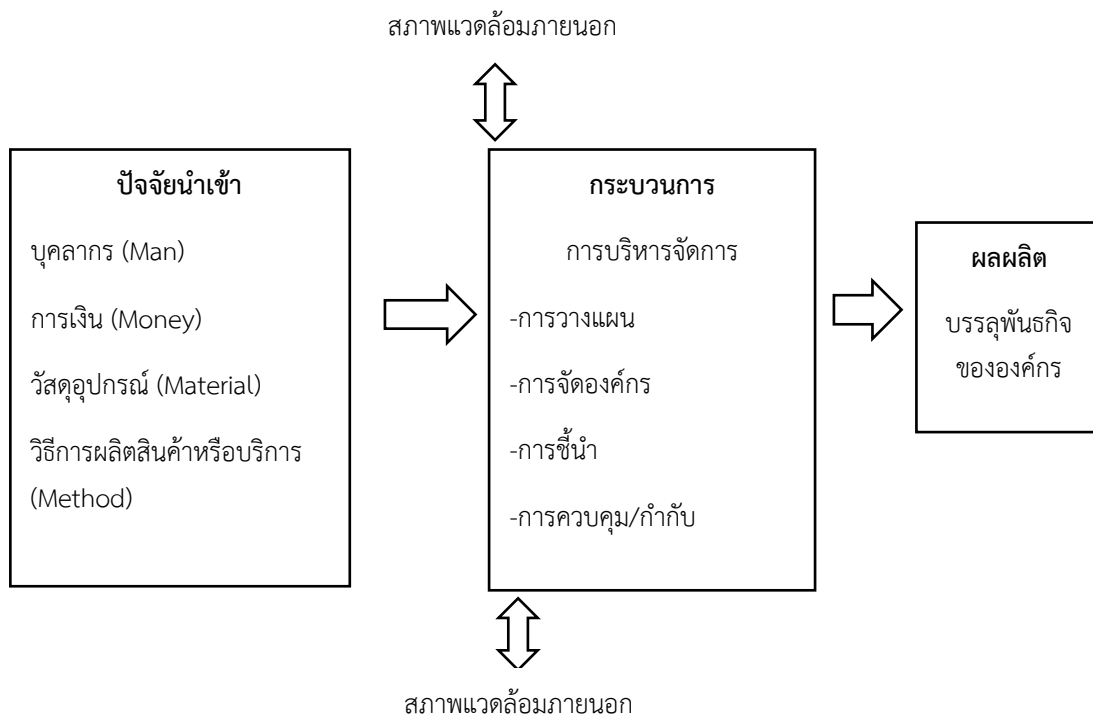 สภาพแวดล้อมภายนอก
ปัจจัยนำเข้า
บุคลากร (Man)
การเงิน (Money)
วัสดุอุปกรณ์ (Material)
วิธีการผลิตสินค้าหรือบริการ
(Method)
กระบวนการ
การบริหารจัดการ
-การวางแผน
-การจัดองค์กร
-การชี้นำ
-การควบคุม/กำกับ
ผลผลิต
บรรลุพันธกิจ
ขององค์กร
สภาพแวดล้อมภายนอก